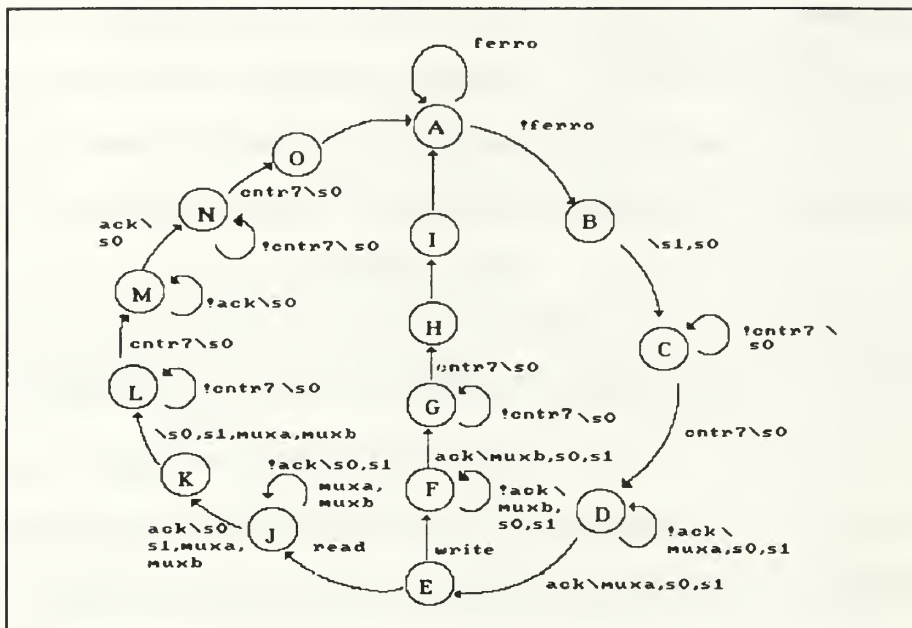 ferro
A
!ferro
O
cntr7\s0
N
B
ack\
s0
!cntr7\s0
\s1,s0
I
M
!ack\s0
H
!cntr7 \
s0
C
cntr7\s0
cntr7\s0
L
!cntr7\s0
G
!cntr7\s0
cntr7\s0
\s0,s1,muxa,muxb
ack\muxb,s0,s1
K
!ack\s0,s1
muxa,
muxb
F
!ack\
muxb,
s0,s1
D
ack\s0
s1,muxa,
muxb
J
!ack\
muxa,s0,s1
read
write
E
ack\muxa,s0,s1